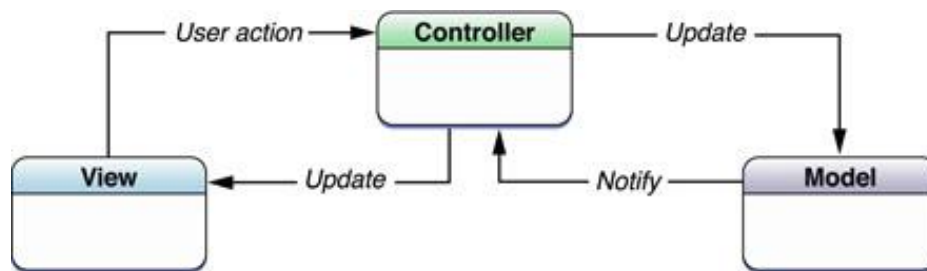 User action
Controller
Update
View
Update
Notify
Model